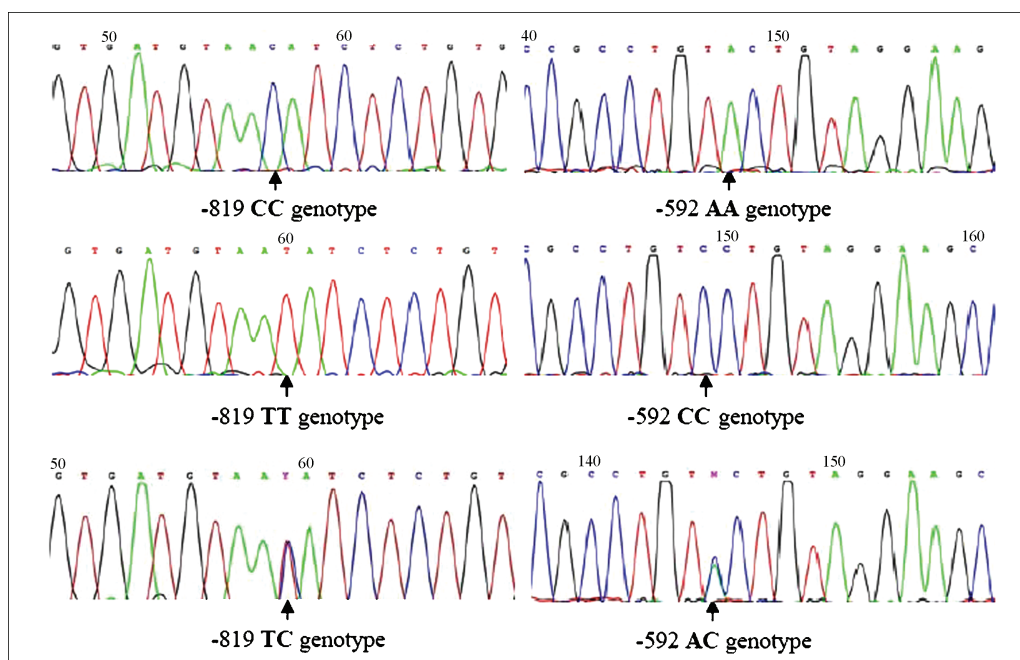 50 60
G T G A T G T A A C A T C T C T G T G
-819 CC genotype
40 150
C C G C C T G T A C T G T A G G A A G
-592 AA genotype
60
G T G A T G T A A T A T C T C T G T
-819 TT genotype
150 160
C G C C T G T C C T G T A G G A A G C
-592 CC genotype
50 60
G T G A T G T A A Y A T C T C T G T
-819 TC genotype
140 150
C G C C T G T M C T G T A G G A A G C
-592 AC genotype